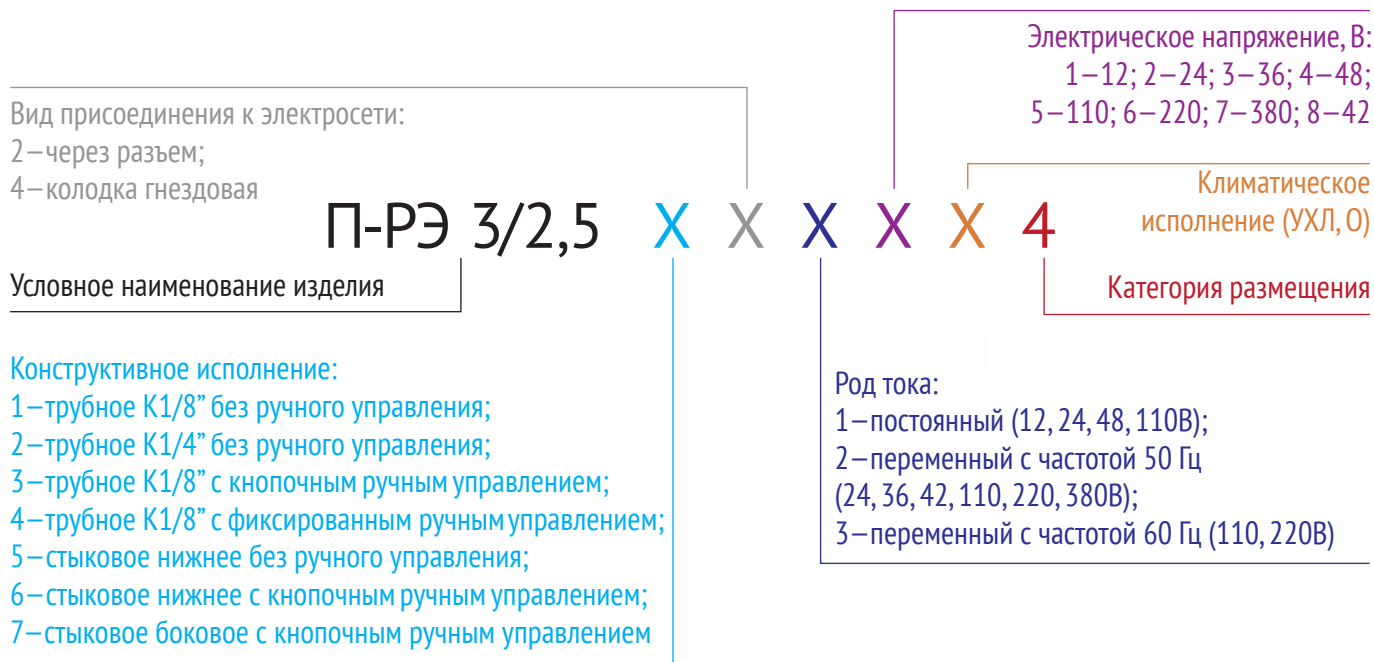 Электрическое напряжение, В:
1—12; 2—24; 3—36; 4—48;
5—110; 6—220; 7—380; 8—42
Вид присоединения к электросети:
2—через разъем;
4—колодка гнездовая
Климатическое
исполнение (УХЛ, О)
П-РЭ 3/2,5 Х Х Х Х Х 4
Условное наименование изделия
Категория размещения
Конструктивное исполнение:
1—трубное К1/8” без ручного управления;
2—трубное К1/4” без ручного управления;
3—трубное К1/8” с кнопочным ручным управлением;
4—трубное К1/8” с фиксированным ручным управлением;
5—стыковое нижнее без ручного управления;
6—стыковое нижнее с кнопочным ручным управлением;
7—стыковое боковое с кнопочным ручным управлением
Род тока:
1—постоянный (12, 24, 48, 110В);
2—переменный с частотой 50 Гц
(24, 36, 42, 110, 220, 380В);
3—переменный с частотой 60 Гц (110, 220В)